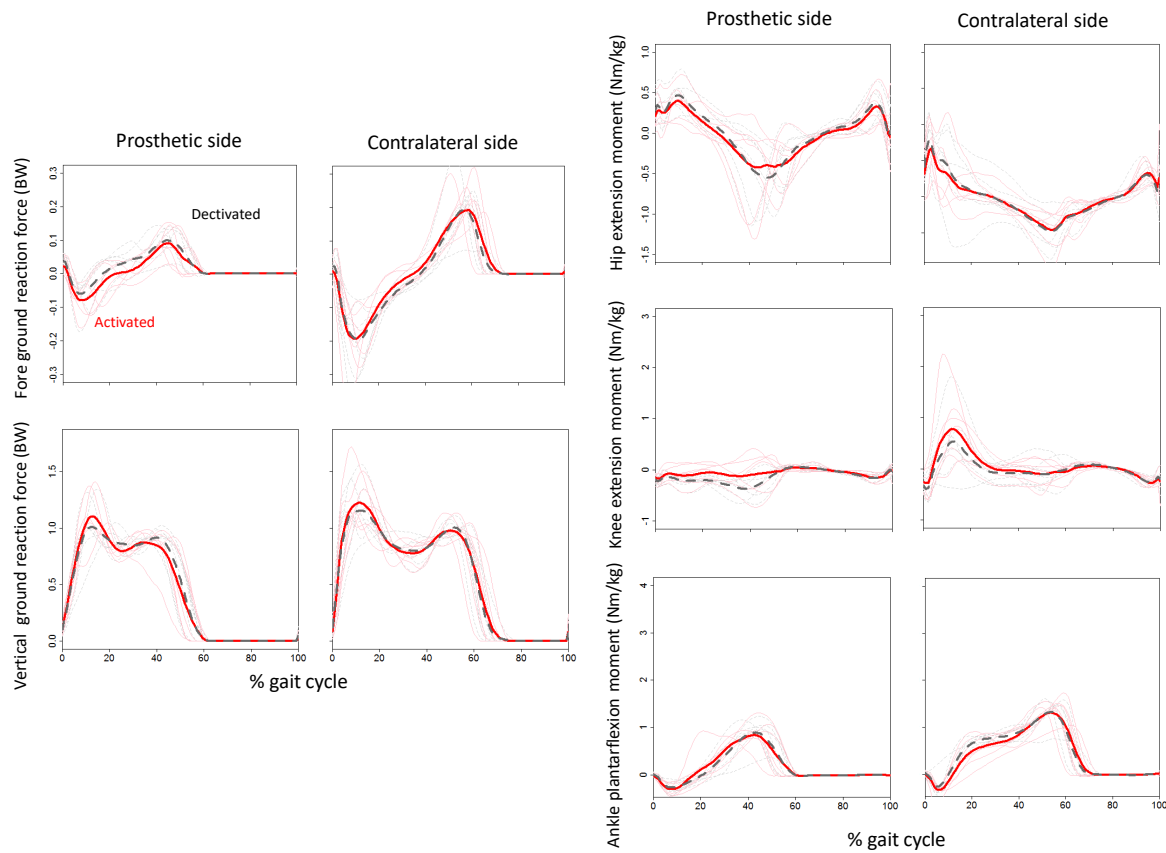 Prosthetic side
Contralateral side
Fore ground reaction force (BW)
0.3
0.2
0.1
0.0
-0.1
-0.2
-0.3
Dectivated
Activated
Vertical ground reaction force (BW)
1.5
1.0
0.5
0.0
0 20 40 60 80 100
0 20 40 60 80 100
% gait cycle
Prosthetic side
Contralateral side
Hip extension moment (Nm/kg)
1.0
0.5
0.0
-0.5
-1.0
-1.5
Knee extension moment (Nm/kg)
3
2
1
0
-1
Ankle plantarflexion moment (Nm/kg)
4
3
2
1
0
0 20 40 60 80 100
0 20 40 60 80 100
% gait cycle